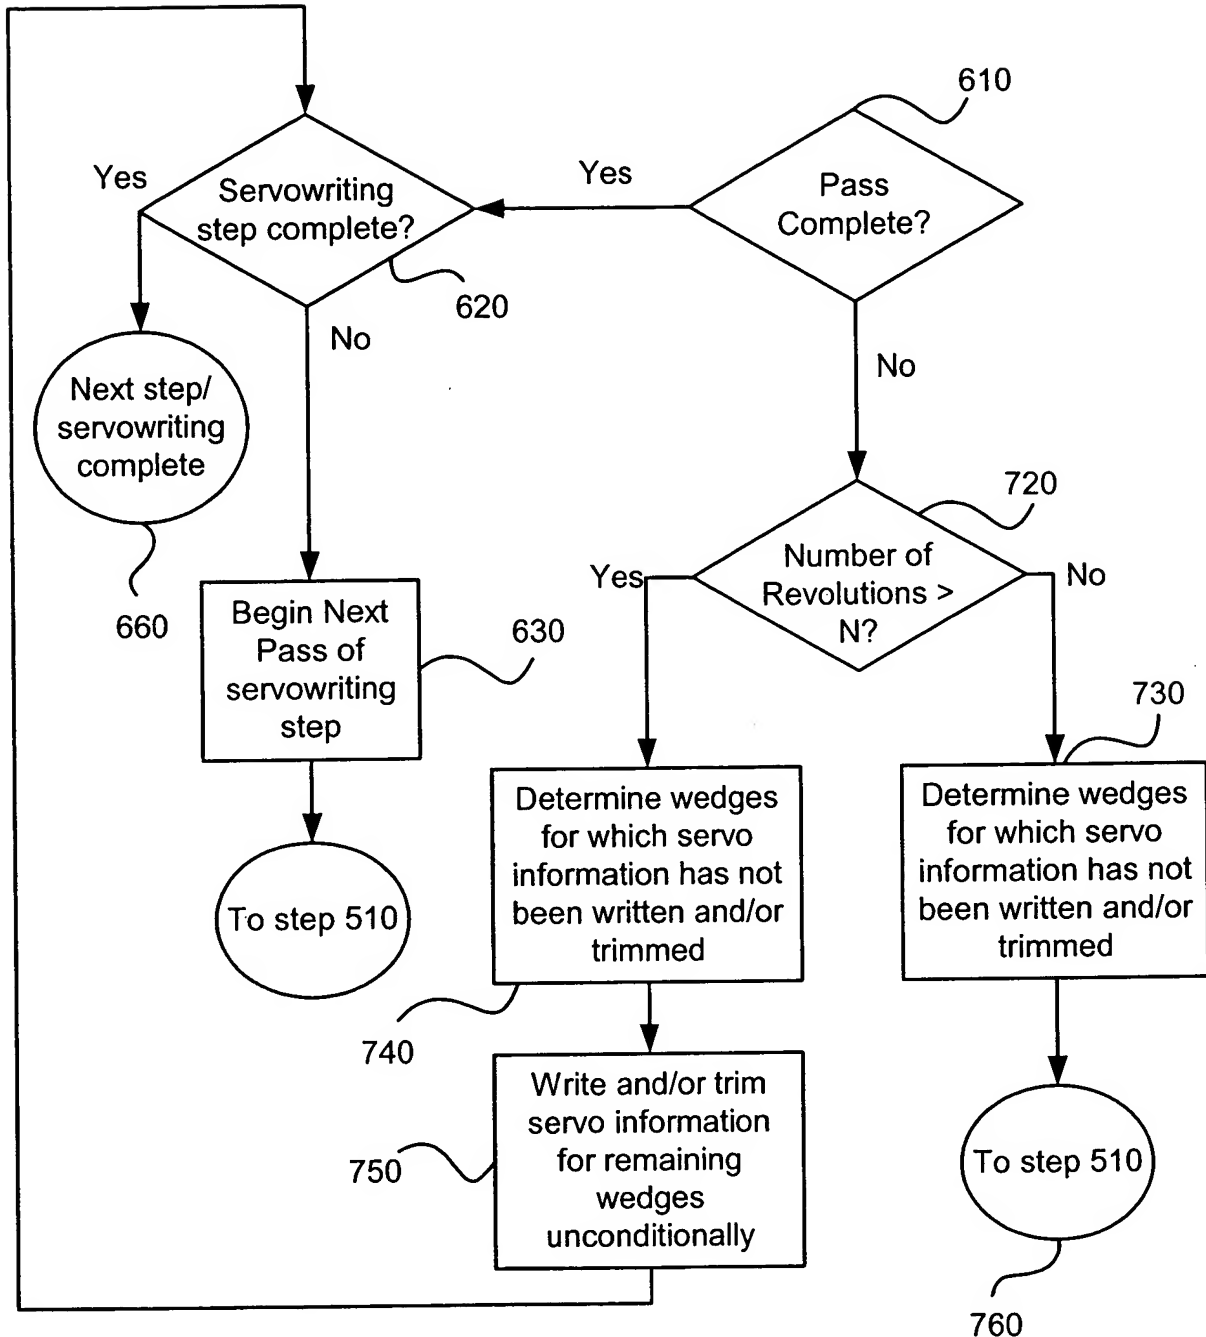 610
Yes
Servowriting
step complete?
Yes
Pass
Complete?
620
No
No
Next step/
servowriting
complete
660
720
Number of
Revolutions >
N?
Yes
No
Begin Next
Pass of
servowriting
step
630
730
Determine wedges
for which servo
information has not
been written and/or
trimmed
Determine wedges
for which servo
information has not
been written and/or
trimmed
To step 510
740
Write and/or trim
servo information
for remaining
wedges
unconditionally
750
To step 510
760